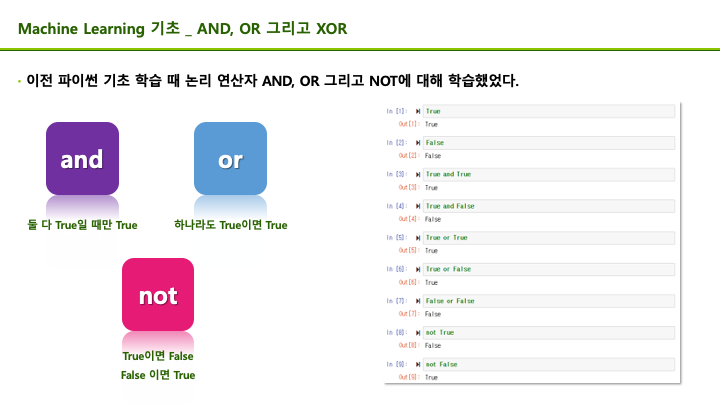 Machine Learning 기초 _ AND, OR 그리고 XOR
· 이전 파이썬 기초 학습 때 논리 연산자 AND, OR 그리고 NOT에 대해 학습했었다.
and
or
둘 다 True일 때만 True
하나라도 True이면 True
not
True이면 False
False 이면 True
In [1]: True
Out[1]: True
In [2]: False
Out[2]: False
In [3]: True and True
Out[3]: True
In [4]: True and False
Out[4]: False
In [5]: True or True
Out[5]: True
In [6]: True or False
Out[6]: True
In [7]: False or False
Out[7]: False
In [8]: not True
Out[8]: False
In [9]: not False
Out[9]: True